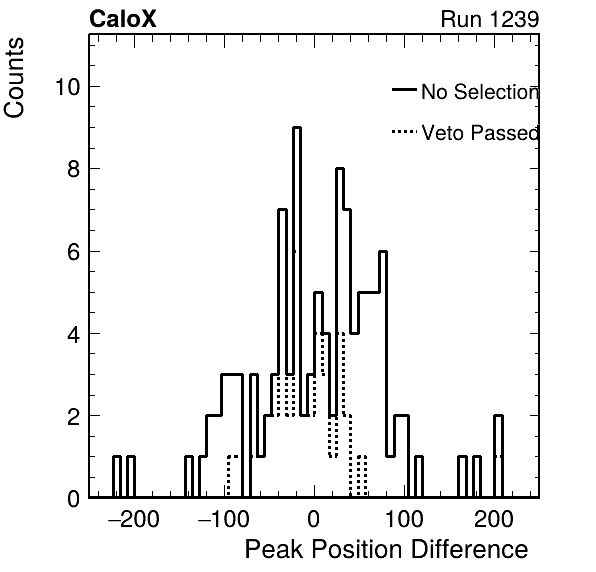 CaloX Run 1239
Counts
No Selection
Veto Passed
10
8
6
4
2
0
−200 −100 0 100 200
Peak Position Difference